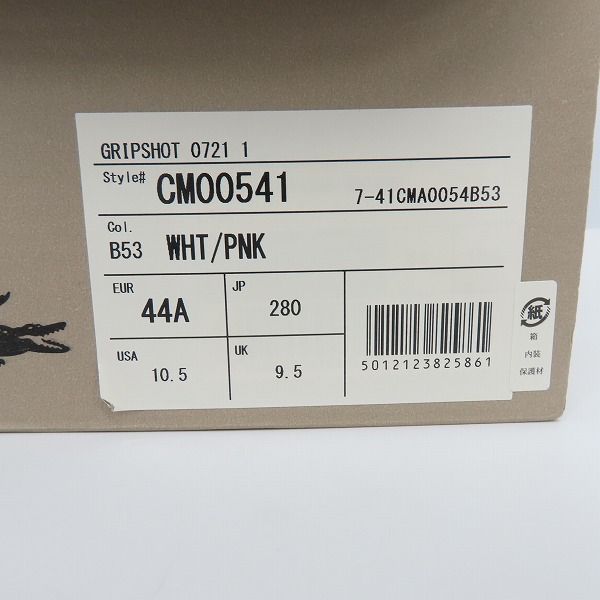 GRIPSHOT 0721 1
Style# CM00541 7-41CMA0054B53
Col.
B53 WHT/PNK
EUR 44A JP 280
USA 10.5 UK 9.5
5012123825861
紙
箱
内装
保護材